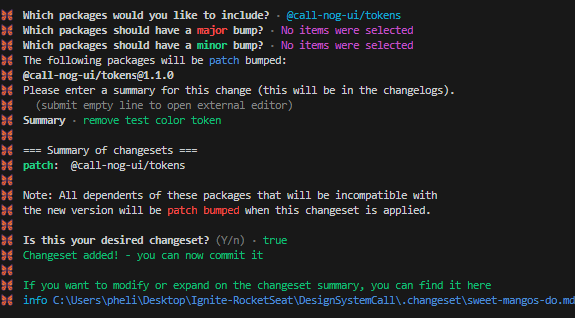 Which packages would you like to include? · @call-nog-ui/tokens
Which packages should have a major bump? · No items were selected
Which packages should have a minor bump? · No items were selected
The following packages will be patch bumped:
@call-nog-ui/tokens@1.1.0
Please enter a summary for this change (this will be in the changelogs).
(submit empty line to open external editor)
Summary · remove test color token
=== Summary of changesets ===
patch: @call-nog-ui/tokens
Note: All dependents of these packages that will be incompatible with
the new version will be patch bumped when this changeset is applied.
Is this your desired changeset? (Y/n) · true
Changeset added! - you can now commit it
If you want to modify or expand on the changeset summary, you can find it here
info C:\Users\pheli\Desktop\Ignite-RocketSeat\DesignSystemCall\.changeset\sweet-mangos-do.md